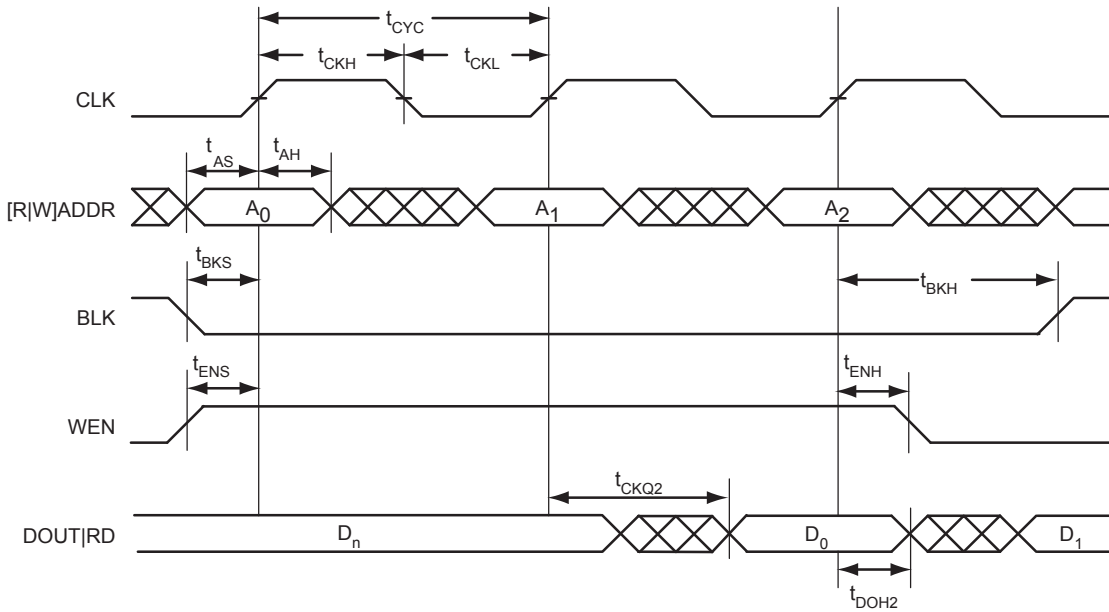 tCYC
tCKH tCKL
CLK
tAS tAH
[R|W]ADDR A0 A1 A2
tBKS tBKH
BLK
tENS tENH
WEN
tCKQ2
DOUT|RD Dn D0 D1
tDOH2